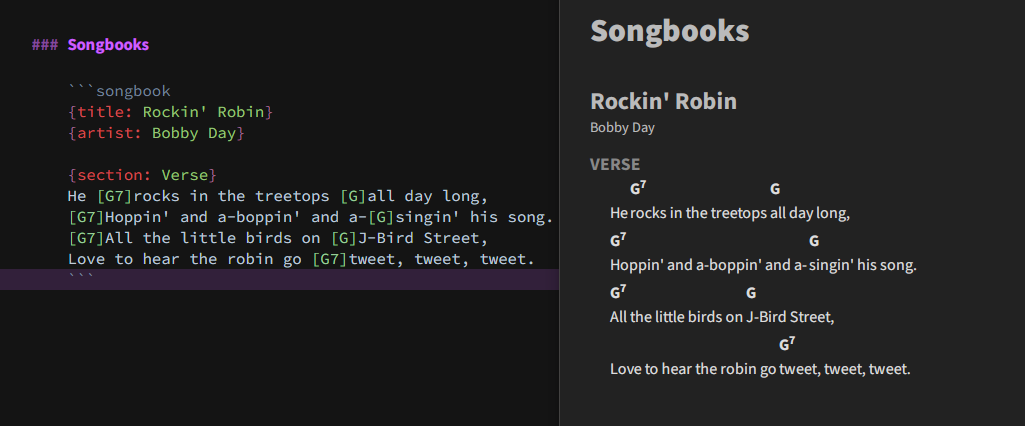 ### Songbooks
```songbook
{title: Rockin' Robin}
{artist: Bobby Day}
{section: Verse}
He [G7]rocks in the treetops [G]all day long,
[G7]Hoppin' and a-boppin' and a-[G]singin' his song.
[G7]All the little birds on [G]J-Bird Street,
Love to hear the robin go [G7]tweet, tweet, tweet.
```
Songbooks
Rockin' Robin
Bobby Day
VERSE
G7 G
He rocks in the treetops all day long,
G7 G
Hoppin' and a-boppin' and a- singin' his song.
G7 G
All the little birds on J-Bird Street,
G7
Love to hear the robin go tweet, tweet, tweet.